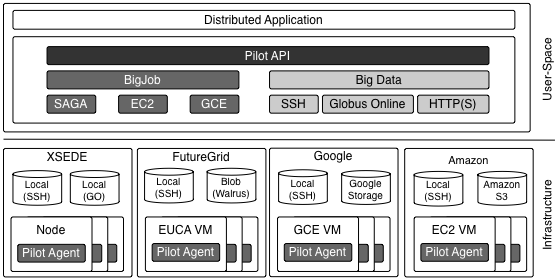 Distributed Application
Pilot API
BigJob
Big Data
SAGA
EC2
GCE
SSH
Globus Online
HTTP(S)
User-Space
XSEDE
Local
(SSH)
Local
(GO)
Node
Pilot Agent
FutureGrid
Local
(SSH)
Blob
(Walrus)
EUCA VM
Pilot Agent
Google
Local
(SSH)
Google
Storage
GCE VM
Pilot Agent
Amazon
Local
(SSH)
Amazon
S3
EC2 VM
Pilot Agent
Infrastructure